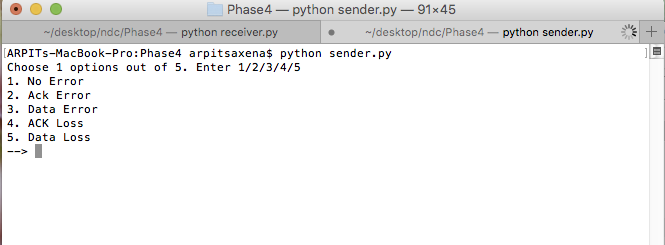 Phase4 — python sender.py — 91×45
~/desktop/ndc/Phase4 — python receiver.py
~/desktop/ndc/Phase4 — python sender.py
[ARPITs-MacBook-Pro:Phase4 arpitsaxena$ python sender.py ]
Choose 1 options out of 5. Enter 1/2/3/4/5
1. No Error
2. Ack Error
3. Data Error
4. ACK Loss
5. Data Loss
-->